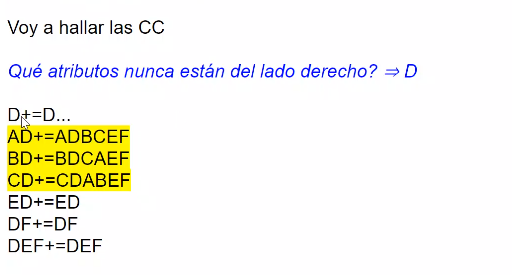 Voy a hallar las CC
Qué atributos nunca están del lado derecho? ⇒ D
D+=D...
AD+=ADBCEF
BD+=BDCAEF
CD+=CDABEF
ED+=ED
DF+=DF
DEF+=DEF